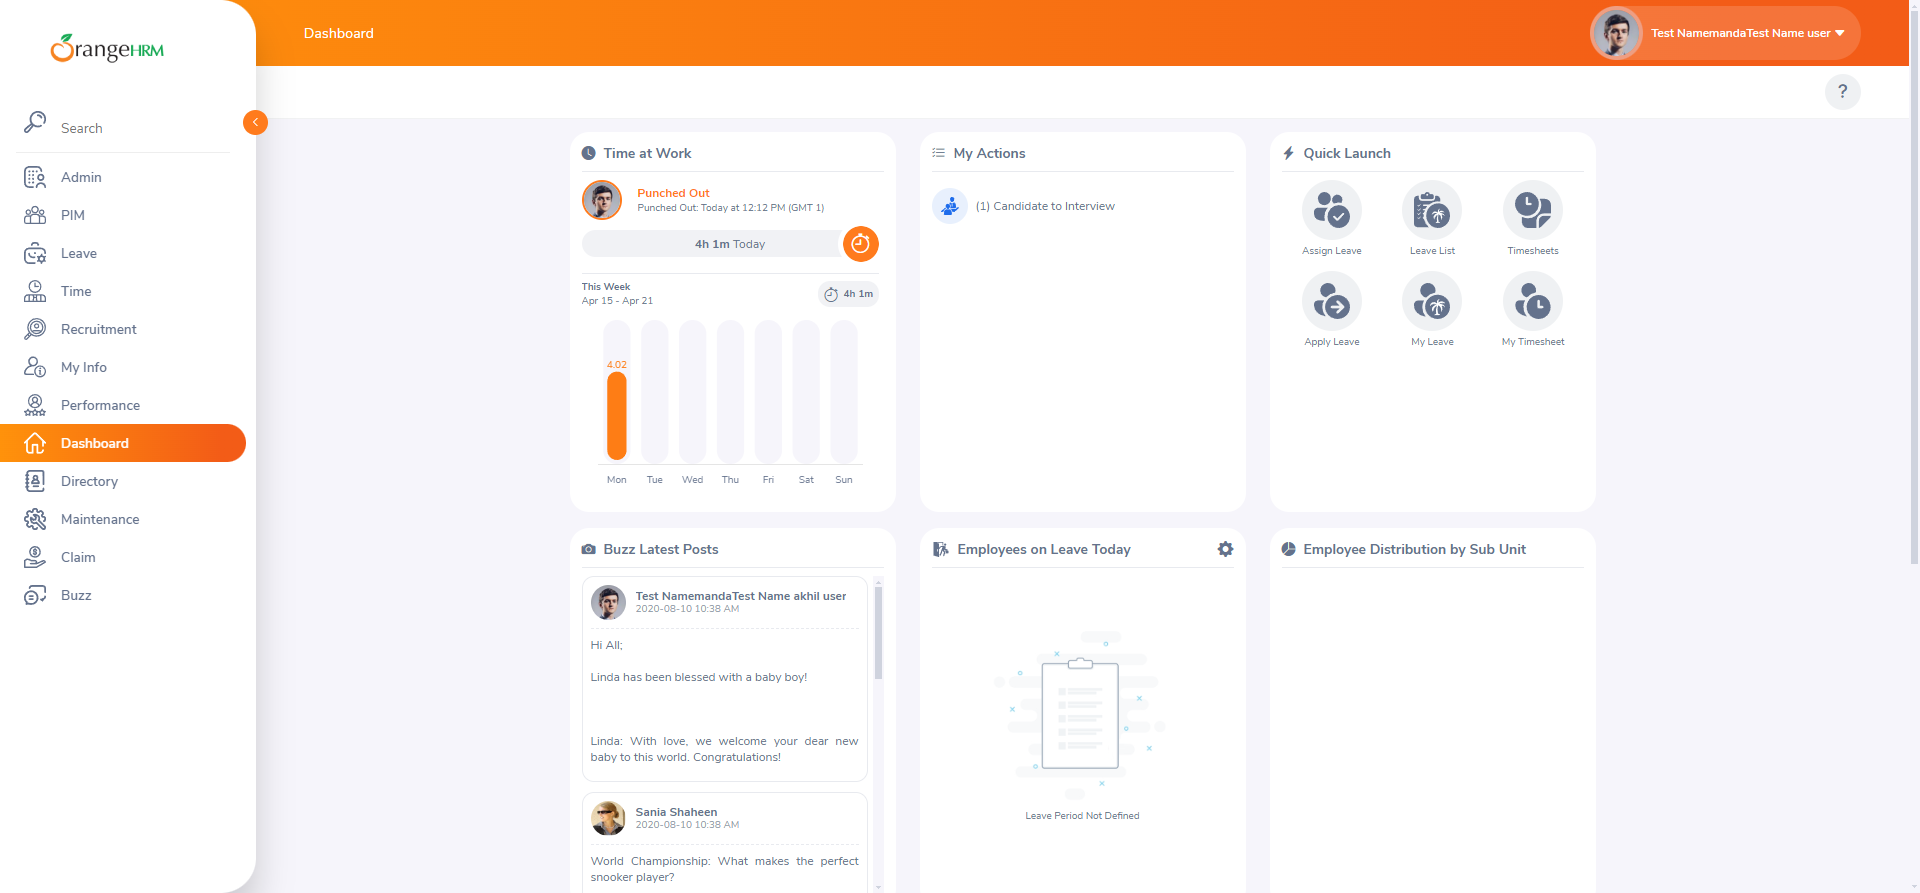 OrangeHRM
Dashboard
Test NamemandaTest Name user
?
Search
Admin
PIM
Leave
Time
Recruitment
My Info
Performance
Dashboard
Directory
Maintenance
Claim
Buzz
Time at Work
Punched Out
Punched Out: Today at 12:12 PM (GMT 1)
4h 1m Today
This Week
Apr 15 - Apr 21
4h 1m
4.02
Mon Tue Wed Thu Fri Sat Sun
My Actions
(1) Candidate to Interview
Quick Launch
Assign Leave Leave List Timesheets
Apply Leave My Leave My Timesheet
Buzz Latest Posts
Test NamemandaTest Name akhil user
2020-08-10 10:38 AM
Hi All;
Linda has been blessed with a baby boy!
Linda: With love, we welcome your dear new
baby to this world. Congratulations!
Sania Shaheen
2020-08-10 10:38 AM
World Championship: What makes the perfect
snooker player?
Employees on Leave Today
Leave Period Not Defined
Employee Distribution by Sub Unit